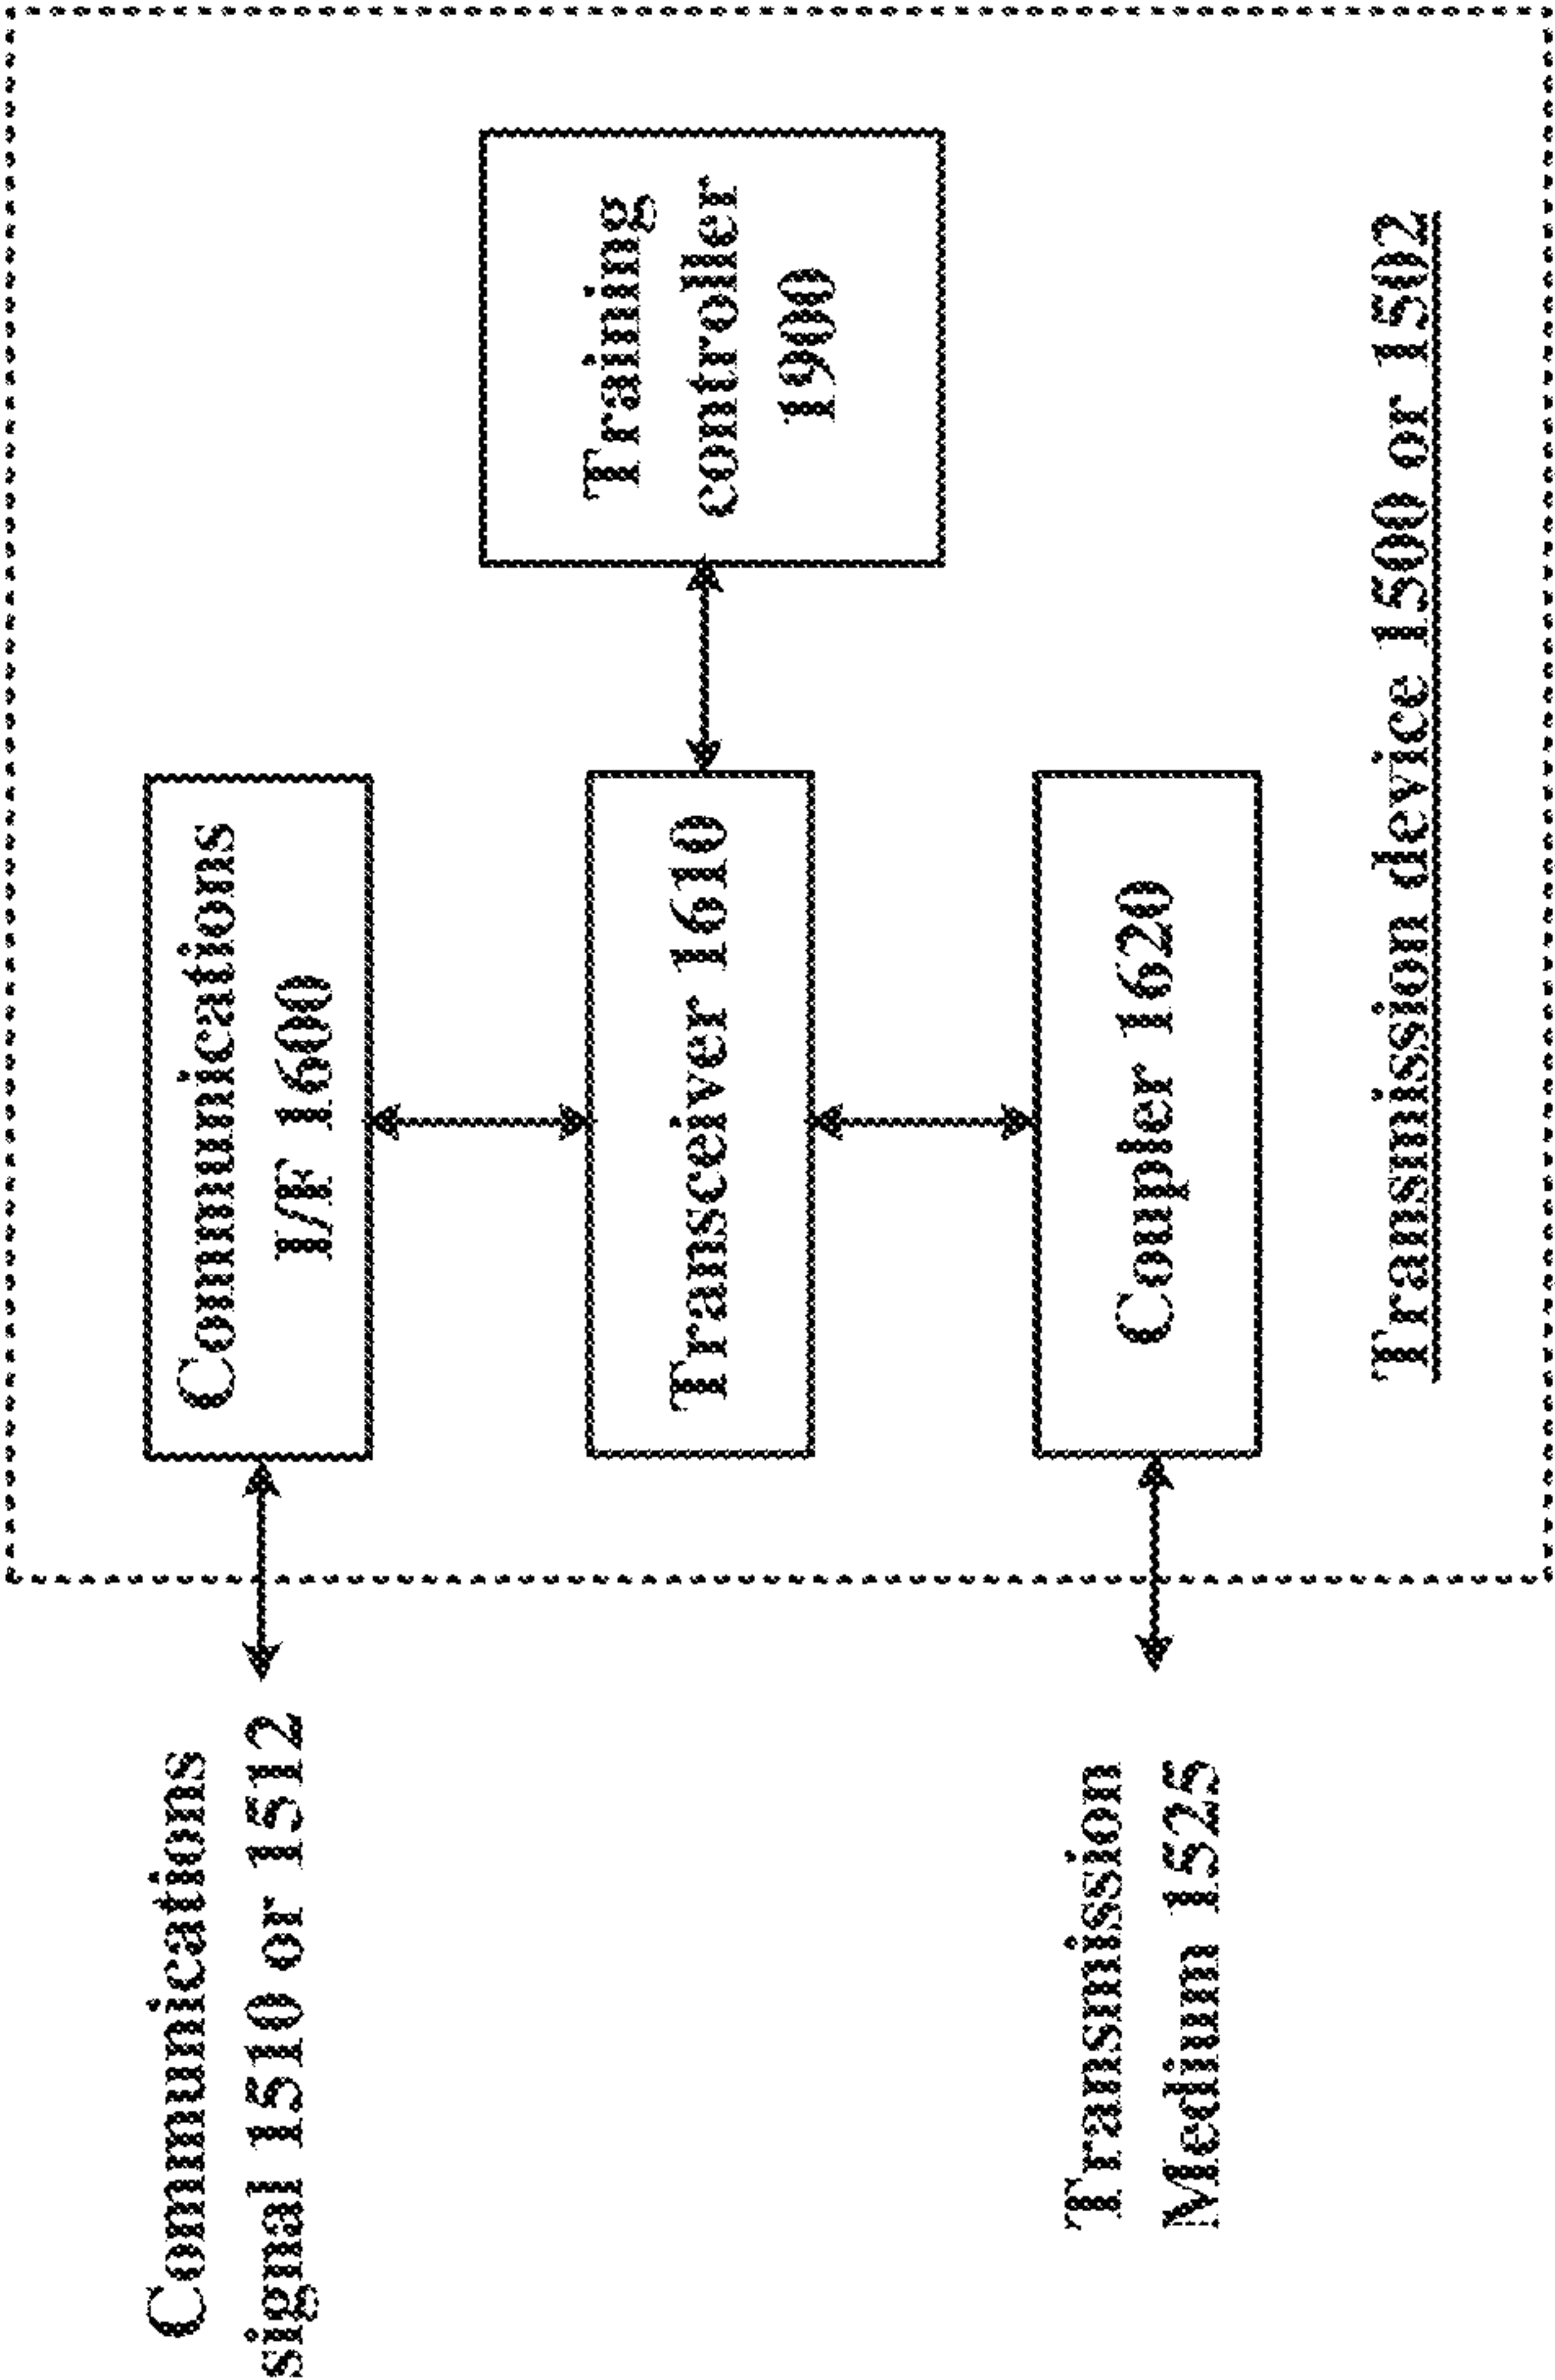 Communications
signal 1510 or 1512
Communications
I/F 1600
Transceiver 1610
Training
controller
1900
Transmission
Medium 1525
Coupler 1620
Transmission device 1500 or 1502